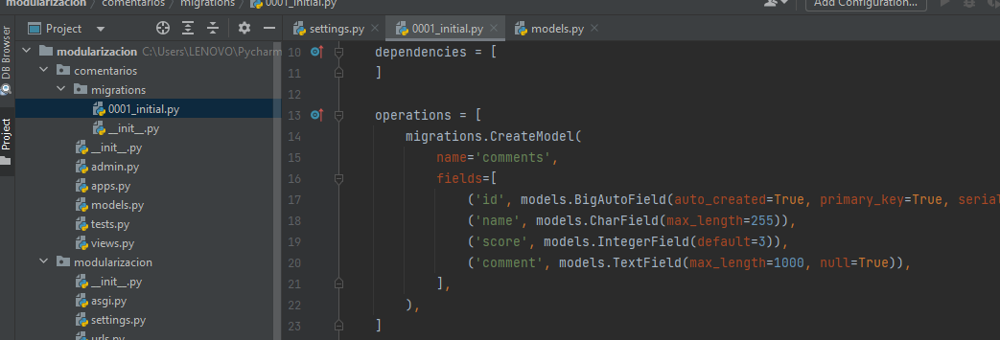 modularizacion / comentarios / migrations / 0001_initial.py
Add Configuration...
Project
settings.py
0001_initial.py
models.py
DB Browser
Project
modularizacion C:\Users\LENOVO\Pycharm
comentarios
migrations
0001_initial.py
__init__.py
__init__.py
admin.py
apps.py
models.py
tests.py
views.py
modularizacion
__init__.py
asgi.py
settings.py
urls.py
10 dependencies = [
11 ]
12
13 operations = [
14 migrations.CreateModel(
15 name='comments',
16 fields=[
17 ('id', models.BigAutoField(auto_created=True, primary_key=True, serial
18 ('name', models.CharField(max_length=255)),
19 ('score', models.IntegerField(default=3)),
20 ('comment', models.TextField(max_length=1000, null=True)),
21 ],
22 ),
23 ]